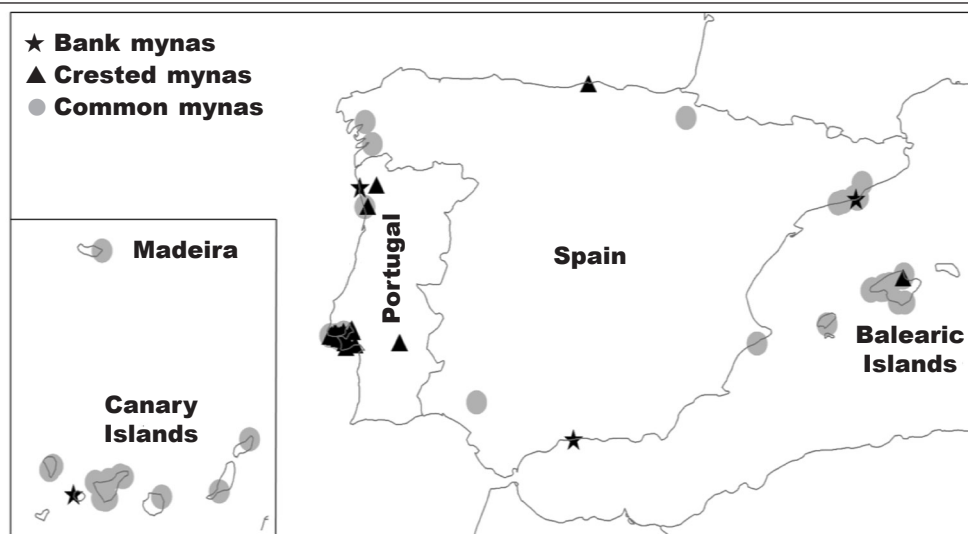 Bank mynas
Crested mynas
Common mynas
Madeira
Portugal
Spain
Balearic
Islands
Canary
Islands